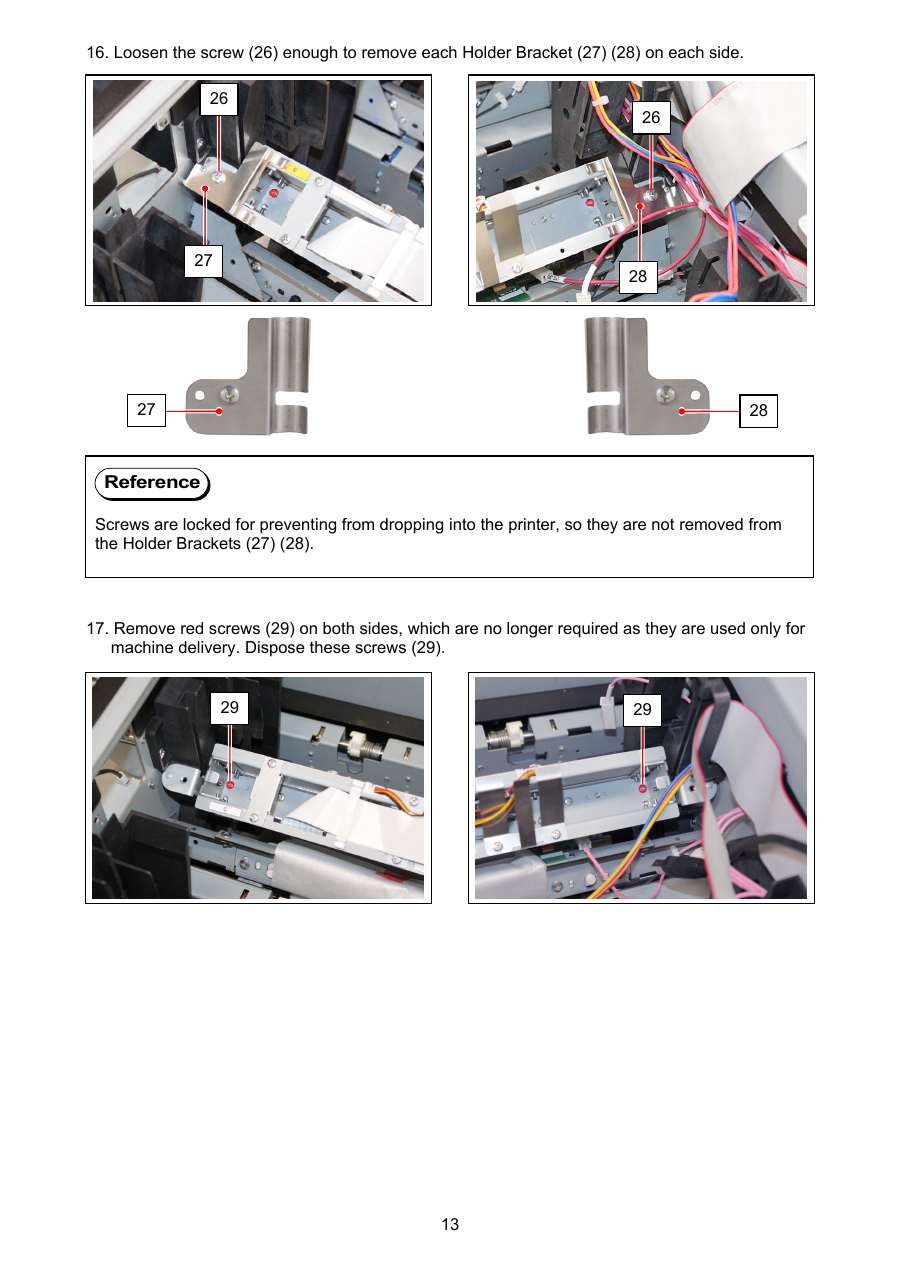 16. Loosen the screw (26) enough to remove each Holder Bracket (27) (28) on each side.
26
26
27
28
27
28
Reference
Screws are locked for preventing from dropping into the printer, so they are not removed from
the Holder Brackets (27) (28).
17. Remove red screws (29) on both sides, which are no longer required as they are used only for
machine delivery. Dispose these screws (29).
29
29
13